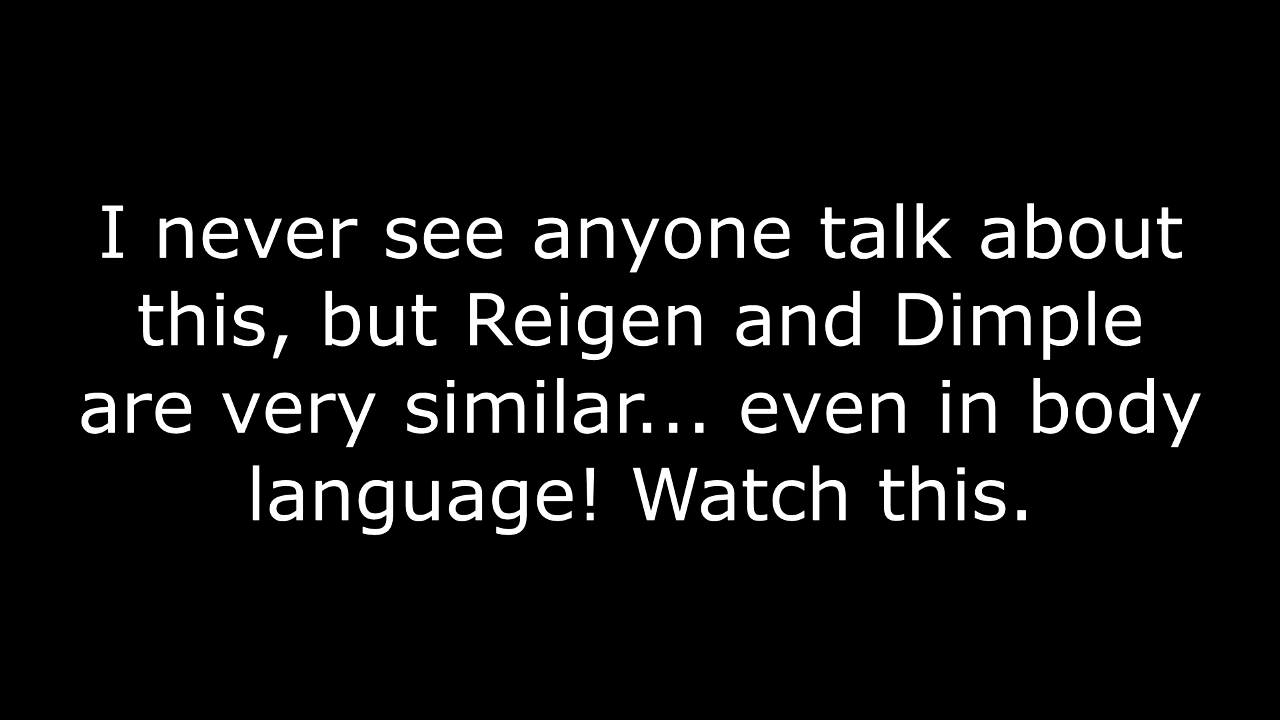 I never see anyone talk about
this, but Reigen and Dimple
are very similar... even in body
language! Watch this.